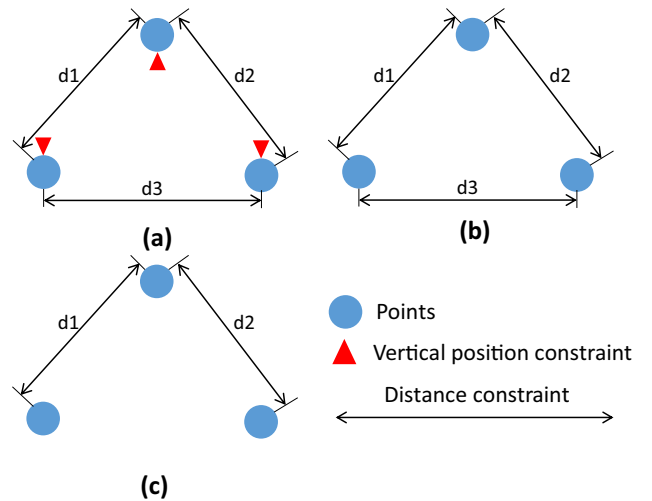 d1
d2
d3
(a)
d1
d2
d3
(b)
d1
d2
(c)
Points
Vertical position constraint
Distance constraint